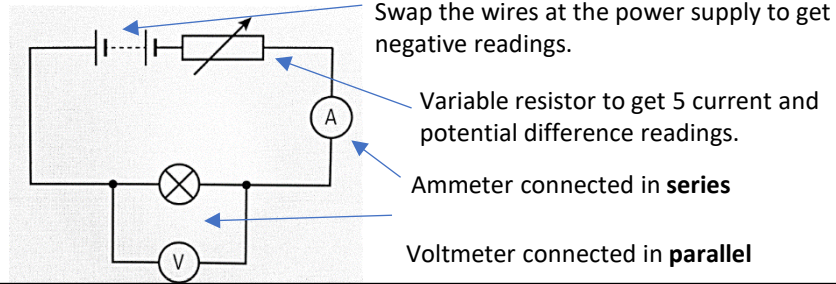 Swap the wires at the power supply to get
negative readings.
Variable resistor to get 5 current and
potential difference readings.
A
Ammeter connected in series
Voltmeter connected in parallel
V